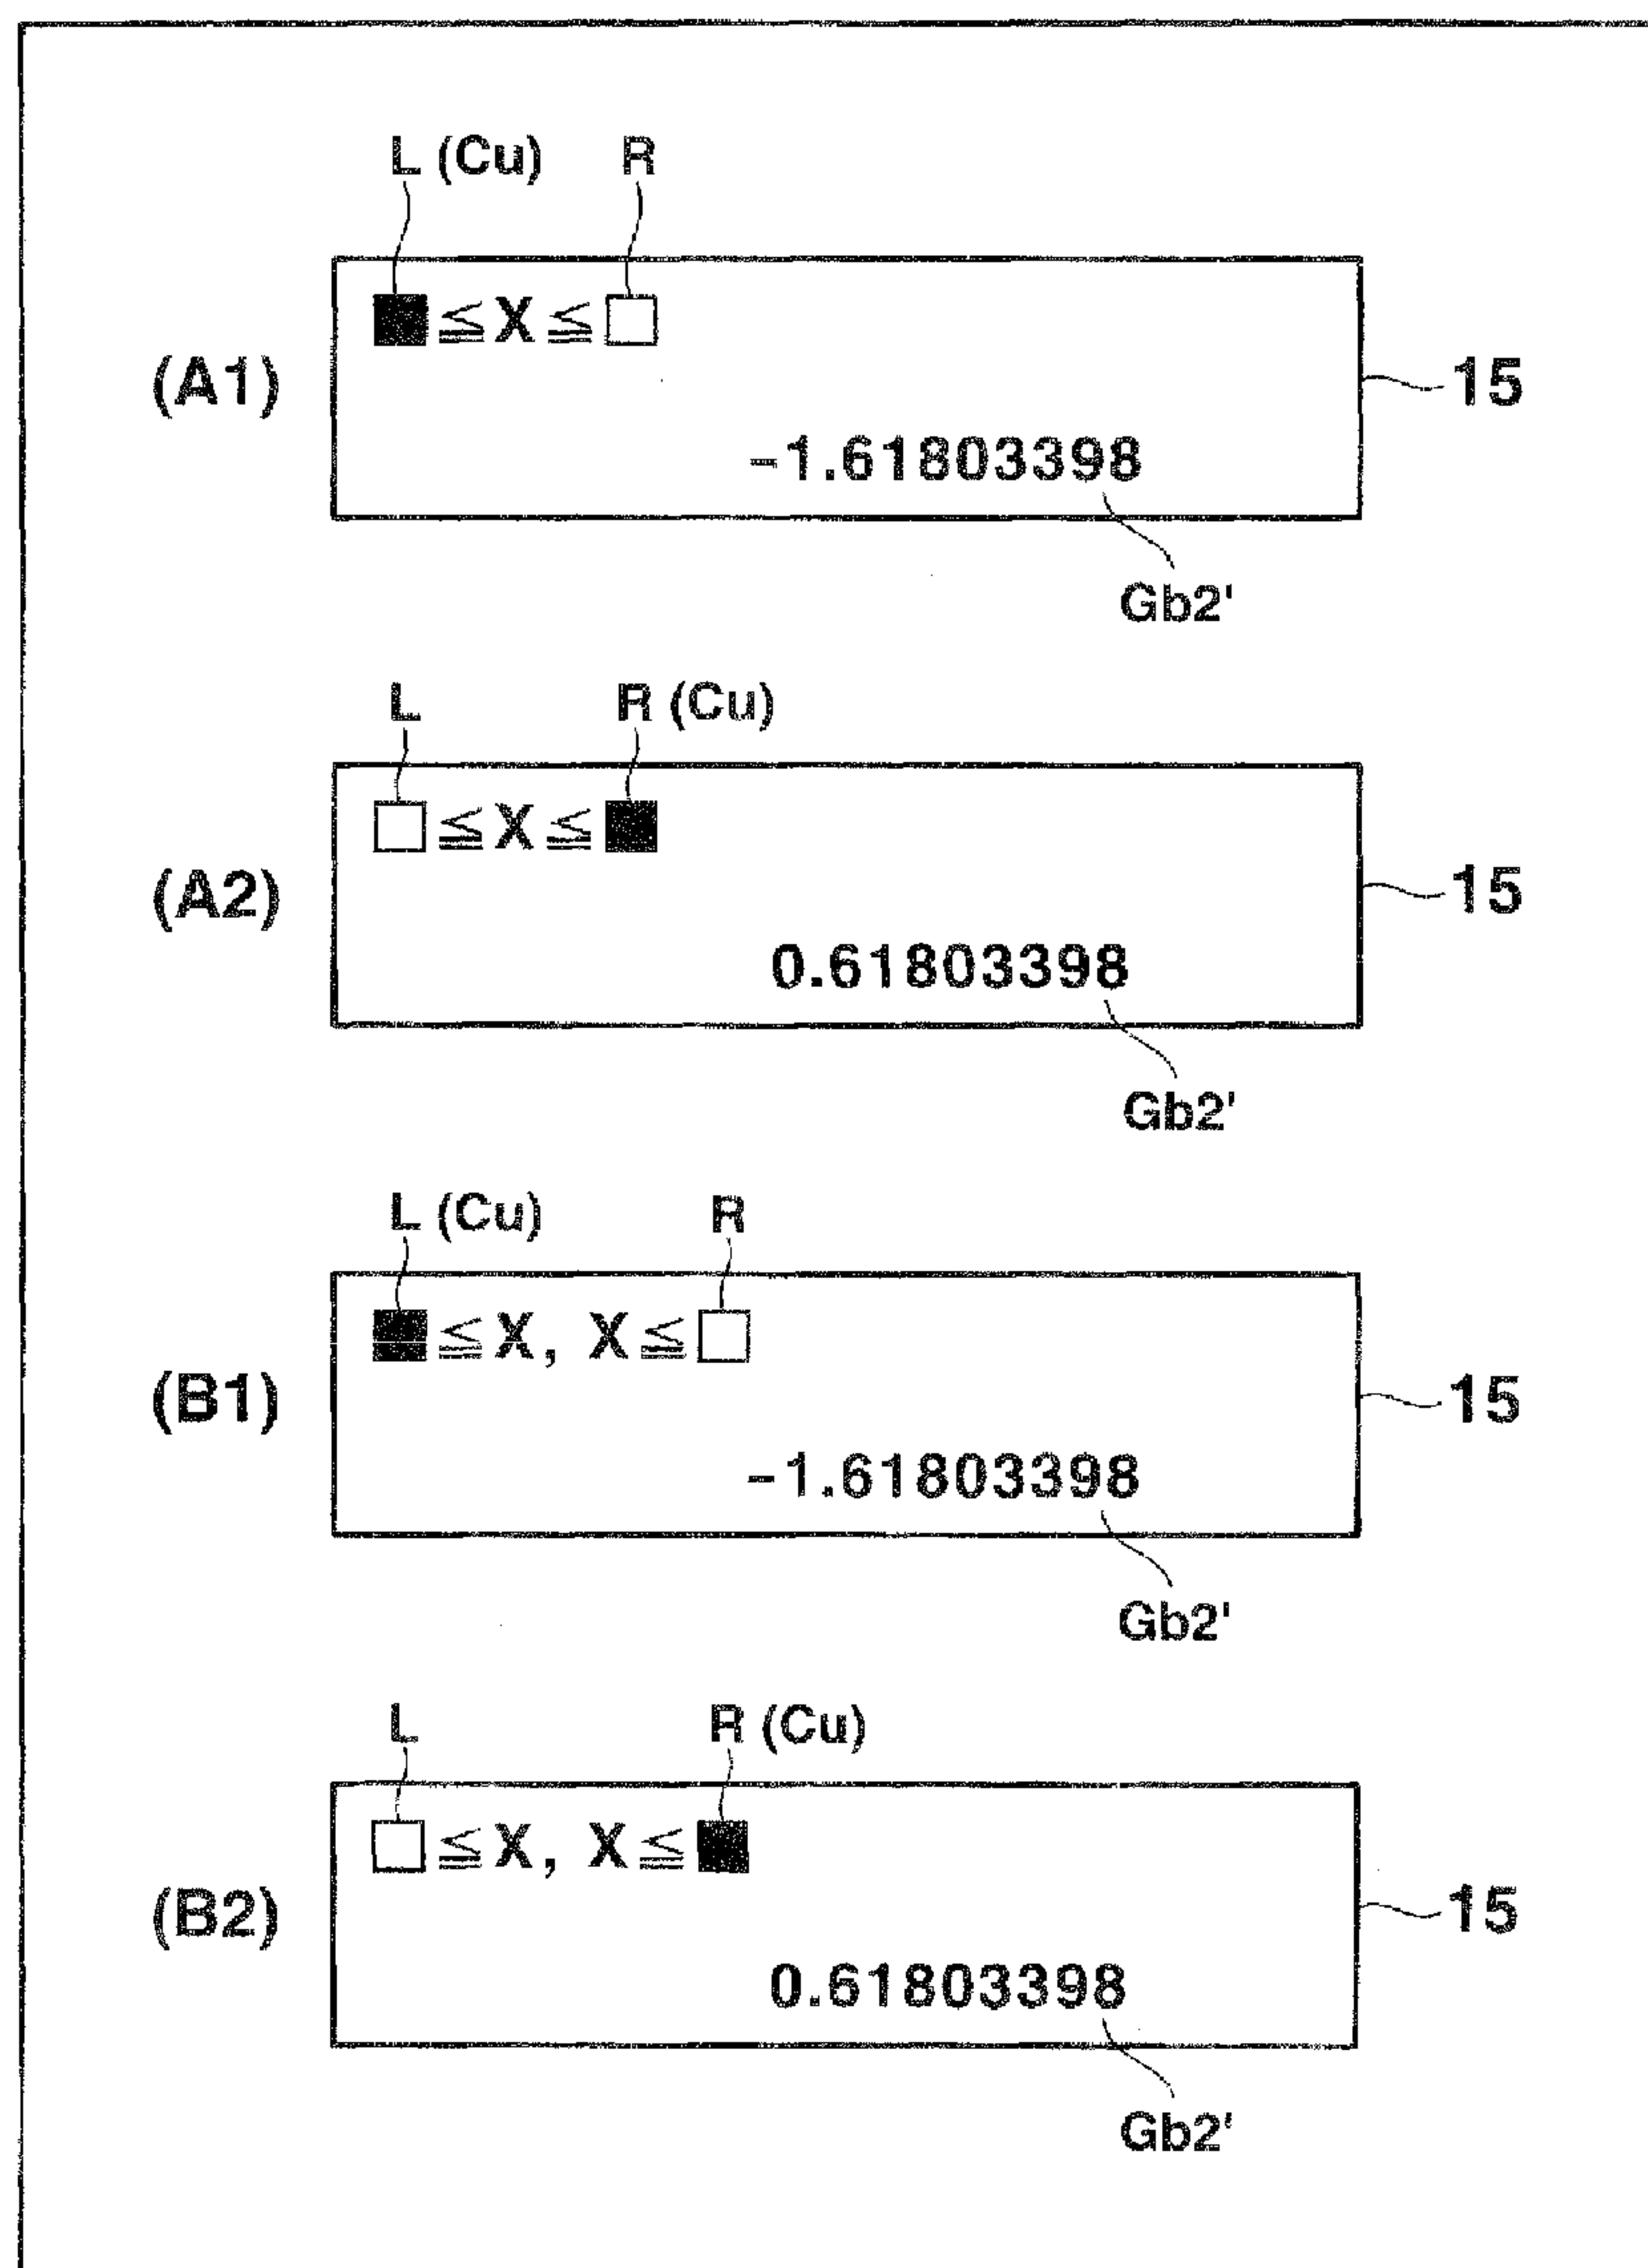 L (Cu) R
■≦X≦□
(A1) 15
-1.61803398
Gb2'
L R (Cu)
□≦X≦■
(A2) 15
0.61803398
Gb2'
L (Cu) R
■≦X, X≦□
(B1) 15
-1.61803398
Gb2'
L R (Cu)
□≦X, X≦■
(B2) 15
0.61803398
Gb2'